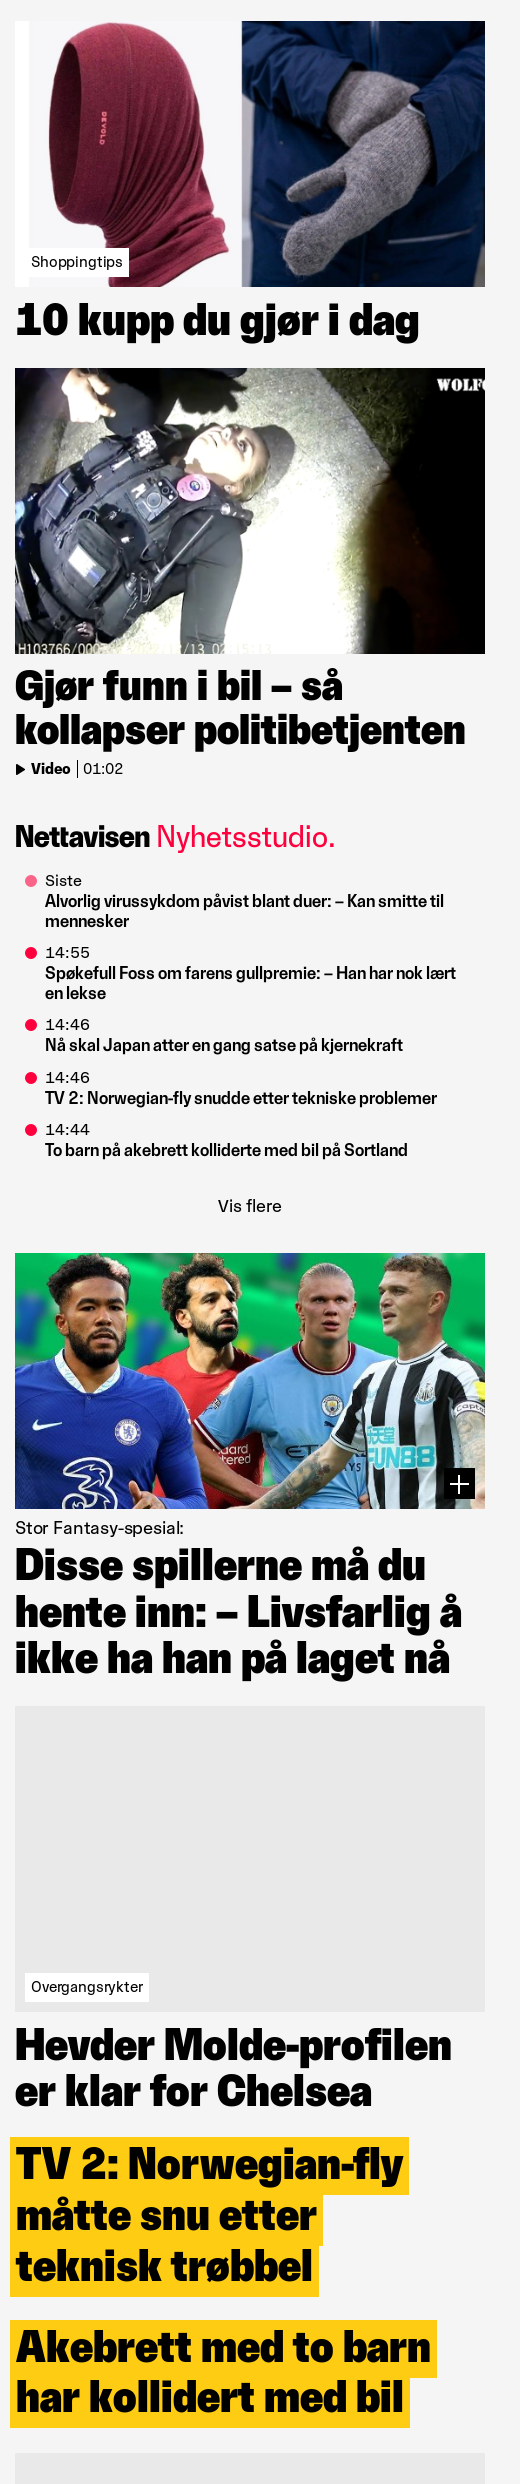 DEVOLD
Shoppingtips
10 kupp du gjør i dag
H103766/000
Gjør funn i bil – så
kollapser politibetjenten
Video | 01:02
Nettavisen Nyhetsstudio.
Siste
Alvorlig virussykdom påvist blant duer: – Kan smitte til
mennesker
14:55
Spøkefull Foss om farens gullpremie: – Han har nok lært
en lekse
14:46
Nå skal Japan atter en gang satse på kjernekraft
14:46
TV 2: Norwegian-fly snudde etter tekniske problemer
14:44
To barn på akebrett kolliderte med bil på Sortland
Vis flere
FUN88
Stor Fantasy-spesial:
Disse spillerne må du
hente inn: – Livsfarlig å
ikke ha han på laget nå
Overgangsrykter
Hevder Molde-profilen
er klar for Chelsea
TV 2: Norwegian-fly
måtte snu etter
teknisk trøbbel
Akebrett med to barn
har kollidert med bil